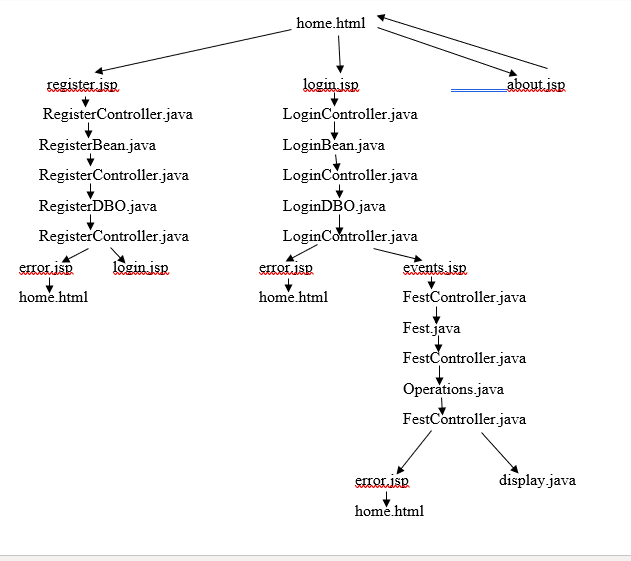 home.html
register.jsp login.jsp about.jsp
RegisterController.java LoginController.java
RegisterBean.java LoginBean.java
RegisterController.java LoginController.java
RegisterDBO.java LoginDBO.java
RegisterController.java LoginController.java
error.jsp login.jsp error.jsp events.jsp
home.html home.html FestController.java
Fest.java
FestController.java
Operations.java
FestController.java
error.jsp display.java
home.html